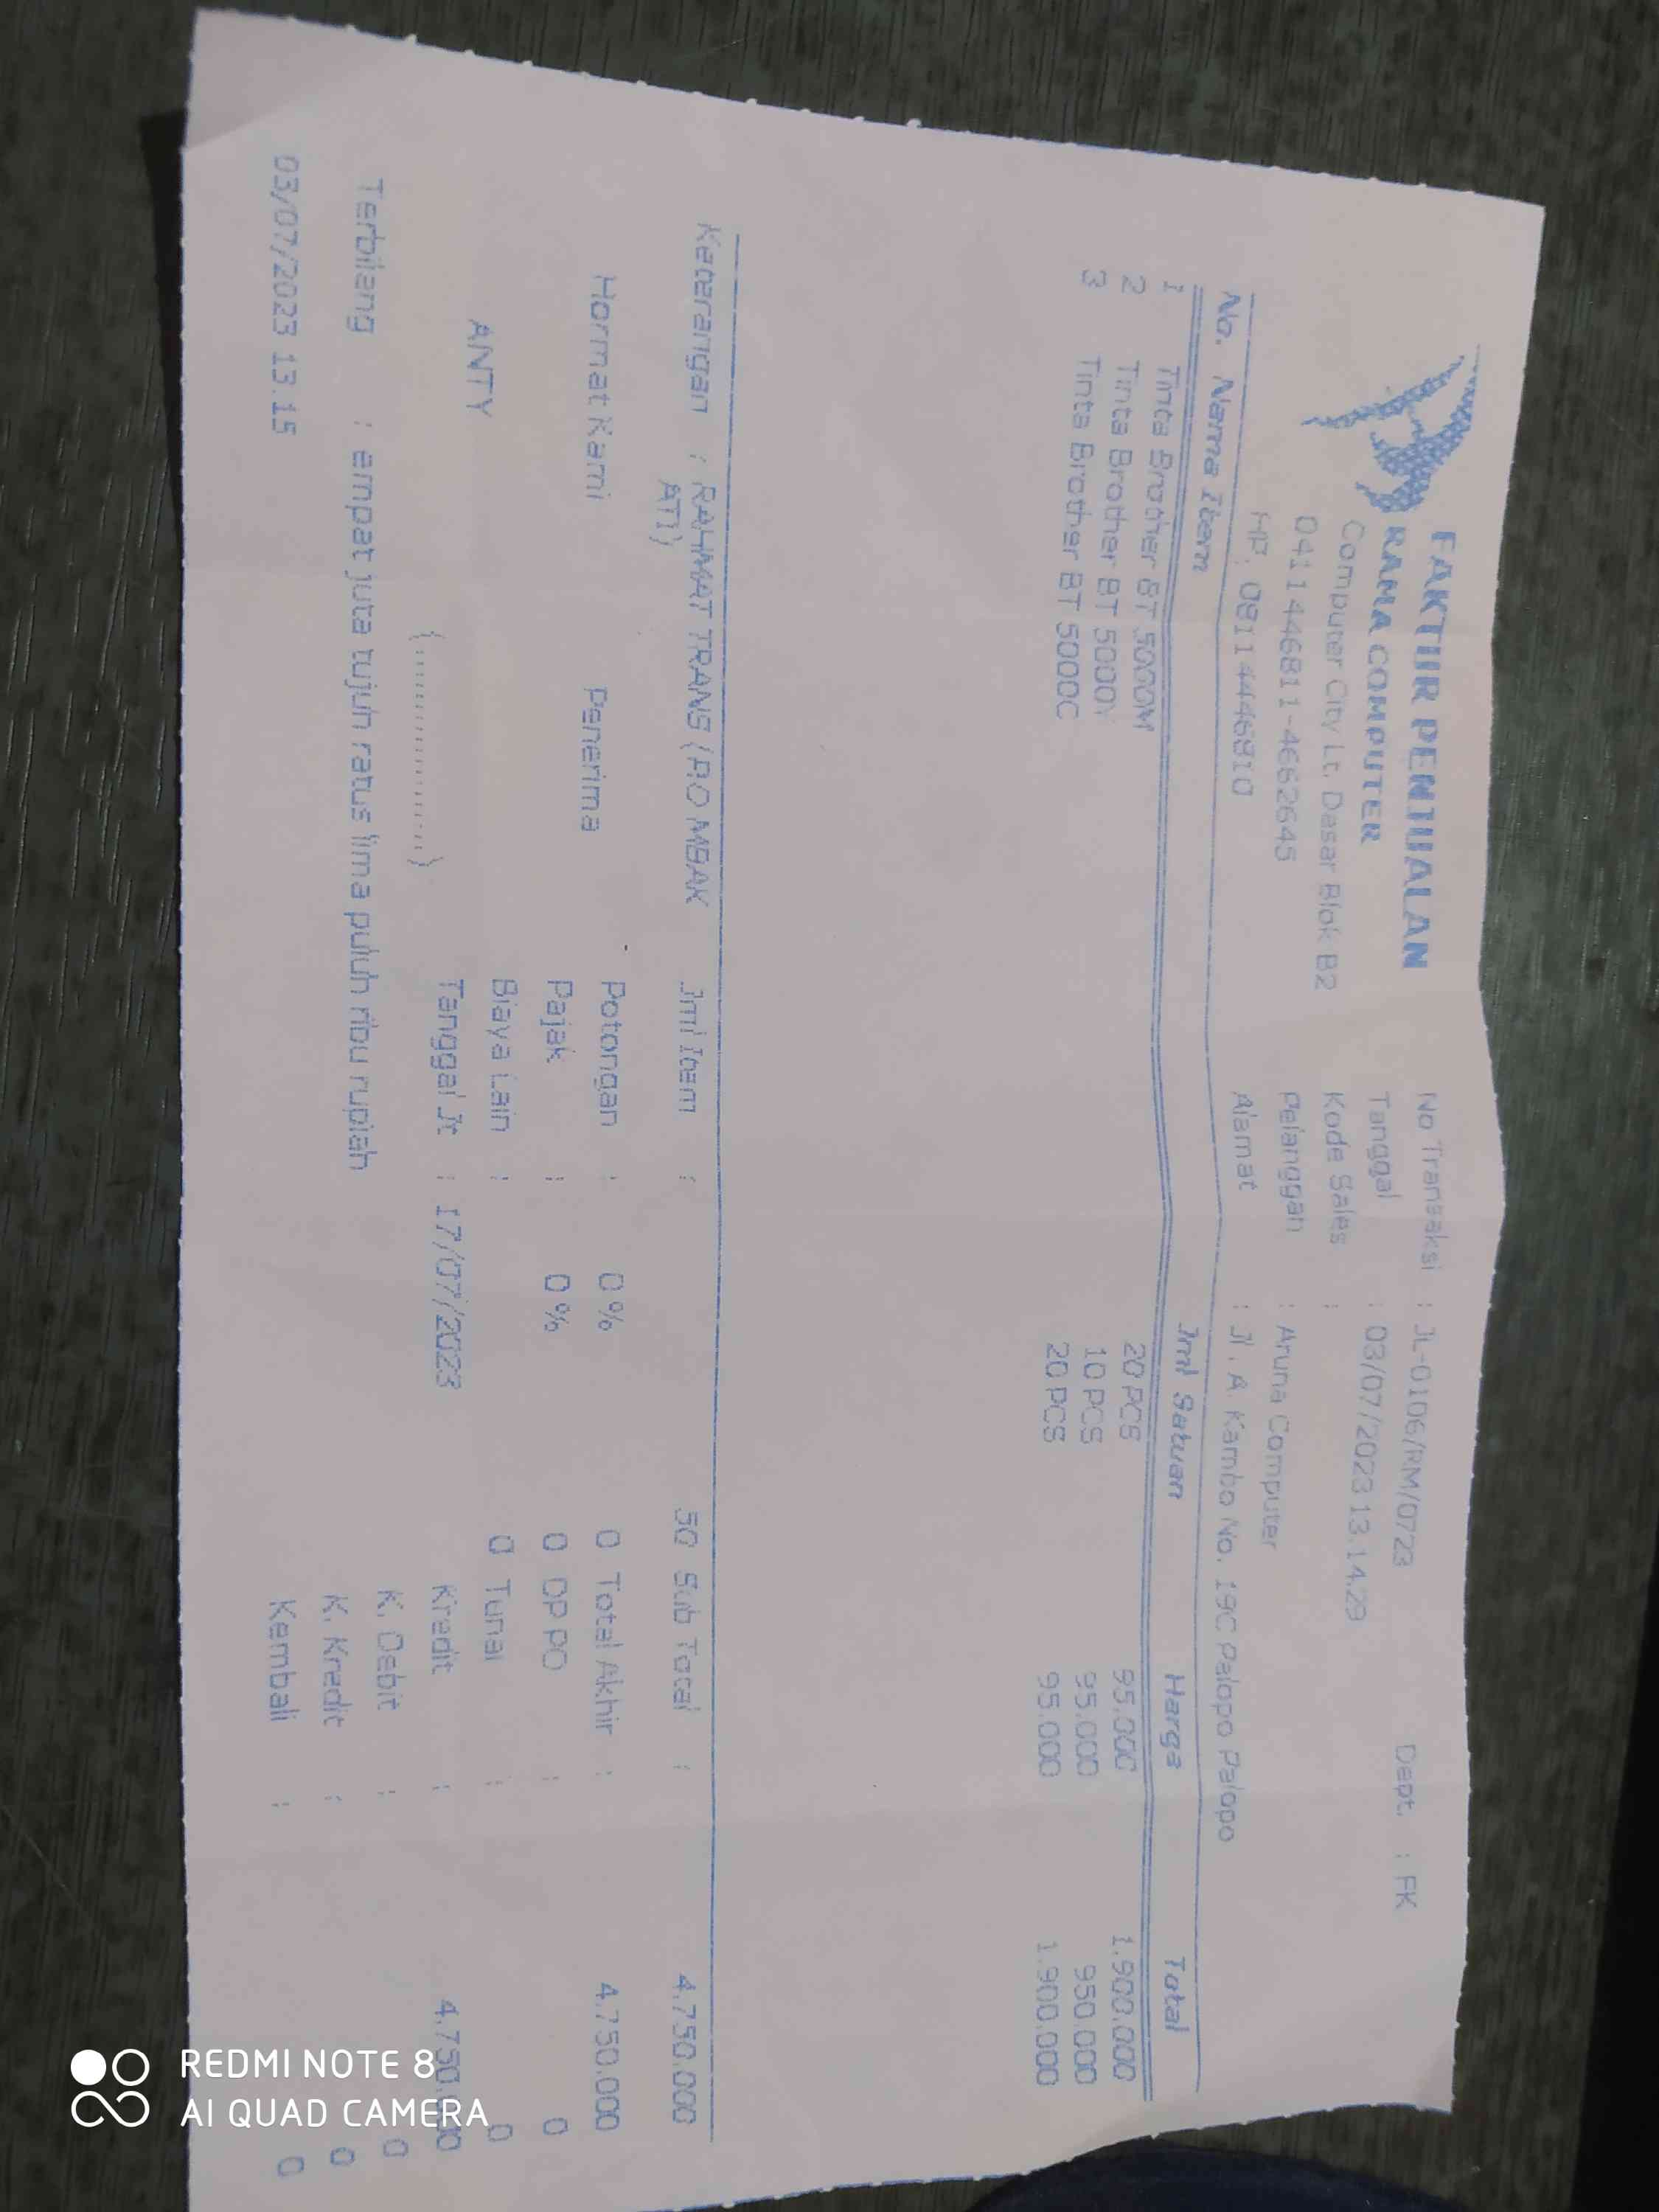 FAKTUR PENJUALAN
RAMA COMPUTER
Computer City Lt. Dasar Blok B2
0411446811-4662645
HP. 0811446810
No Transaksi : JL-0106/RM/0723 Dept. : FK
Tanggal : 03/07/2023 13.14.29
Kode Sales :
Pelanggan : Aruna Computer
Alamat : Jl. A. Kambo No. 19C Palopo Palopo
No. Nama Item Jml Satuan Harga Total
1 Tinta Brother BT 5000M 20 PCS 95.000 1.900.000
2 Tinta Brother BT 5000Y 10 PCS 95.000 950.000
3 Tinta Brother BT 5000C 20 PCS 95.000 1.900.000
Keterangan : RAHMAT TRANS (P.O MBAK ATI) Jml Item : 50 Sub Total : 4.750.000
Hormat Kami Penerima Potongan : 0 % 0 Total Akhir : 4.750.000
Pajak : 0 % 0 DP PO : 0
Biaya Lain : 0 Tunai : 0
ANTY (..............) Tanggal Jt : 17/07/2023 Kredit : 4.750.000
K. Debit : 0
Terbilang : empat juta tujuh ratus lima puluh ribu rupiah K. Kredit : 0
03/07/2023 13.15 Kembali : 0
REDMI NOTE 8
AI QUAD CAMERA